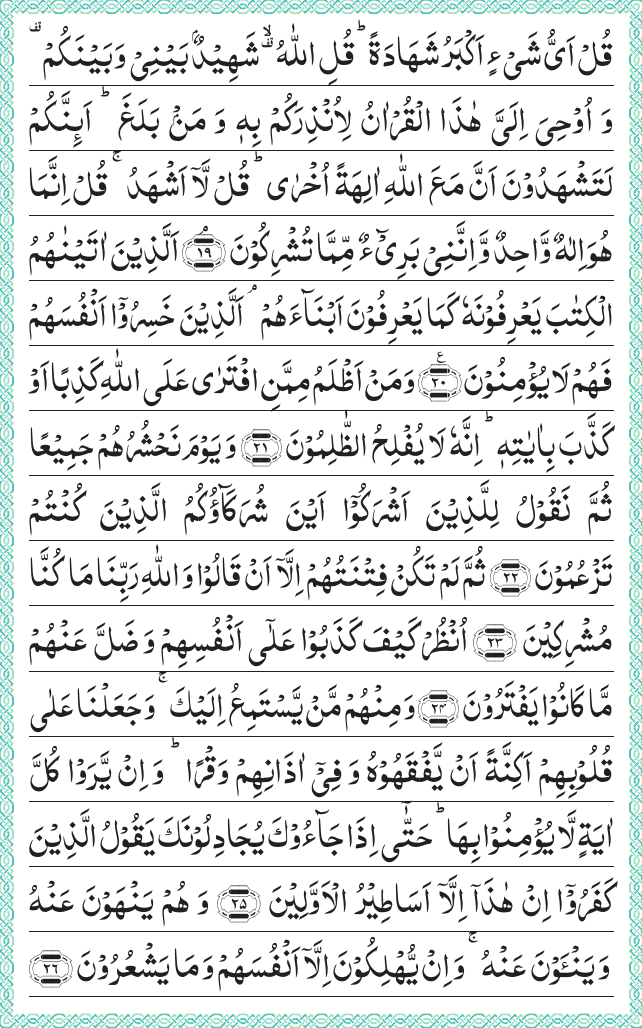 قُلْ اَیُّ شَیْءٍ اَكْبَرُ شَهَادَةً ؕ قُلِ اللّٰهُ ۙ۫ شَهِیْدٌۢ بَیْنِیْ وَبَیْنَكُمْ ۫
وَ اُوْحِیَ اِلَیَّ هٰذَا الْقُرْاٰنُ لِاُنْذِرَكُمْ بِهٖ وَ مَنْۢ بَلَغَ ؕ اَىِٕنَّكُمْ
لَتَشْهَدُوْنَ اَنَّ مَعَ اللّٰهِ اٰلِهَةً اُخْرٰی ؕ قُلْ لَّاۤ اَشْهَدُ ۚ قُلْ اِنَّمَا
هُوَ اِلٰهٌ وَّاحِدٌ وَّاِنَّنِیْ بَرِیْٓءٌ مِّمَّا تُشْرِكُوْنَ ۘ﴿۱۹﴾ اَلَّذِیْنَ اٰتَیْنٰهُمُ
الْكِتٰبَ یَعْرِفُوْنَهٗ كَمَا یَعْرِفُوْنَ اَبْنَآءَهُمْ ۘ اَلَّذِیْنَ خَسِرُوْۤا اَنْفُسَهُمْ
فَهُمْ لَا یُؤْمِنُوْنَ ﴿۲۰﴾ ع وَمَنْ اَظْلَمُ مِمَّنِ افْتَرٰی عَلَی اللّٰهِ كَذِبًا اَوْ
كَذَّبَ بِاٰیٰتِهٖ ؕ اِنَّهٗ لَا یُفْلِحُ الظّٰلِمُوْنَ ﴿۲۱﴾ وَیَوْمَ نَحْشُرُهُمْ جَمِیْعًا
ثُمَّ نَقُوْلُ لِلَّذِیْنَ اَشْرَكُوْۤا اَیْنَ شُرَكَآؤُكُمُ الَّذِیْنَ كُنْتُمْ
تَزْعُمُوْنَ ﴿۲۲﴾ ثُمَّ لَمْ تَكُنْ فِتْنَتُهُمْ اِلَّاۤ اَنْ قَالُوْا وَاللّٰهِ رَبِّنَا مَا كُنَّا
مُشْرِكِیْنَ ﴿۲۳﴾ اُنْظُرْ كَیْفَ كَذَبُوْا عَلٰۤی اَنْفُسِهِمْ وَ ضَلَّ عَنْهُمْ
مَّا كَانُوْا یَفْتَرُوْنَ ﴿۲۴﴾ وَمِنْهُمْ مَّنْ یَّسْتَمِعُ اِلَیْكَ ۚ وَجَعَلْنَا عَلٰی
قُلُوْبِهِمْ اَكِنَّةً اَنْ یَّفْقَهُوْهُ وَ فِیْۤ اٰذَانِهِمْ وَقْرًا ؕ وَ اِنْ یَّرَوْا كُلَّ
اٰیَةٍ لَّا یُؤْمِنُوْا بِهَا ؕ حَتّٰۤی اِذَا جَآءُوْكَ یُجَادِلُوْنَكَ یَقُوْلُ الَّذِیْنَ
كَفَرُوْۤا اِنْ هٰذَاۤ اِلَّاۤ اَسَاطِیْرُ الْاَوَّلِیْنَ ﴿۲۵﴾ وَ هُمْ یَنْهَوْنَ عَنْهُ
وَ یَنْـَٔوْنَ عَنْهُ ۚ وَاِنْ یُّهْلِكُوْنَ اِلَّاۤ اَنْفُسَهُمْ وَ مَا یَشْعُرُوْنَ ﴿۲۶﴾